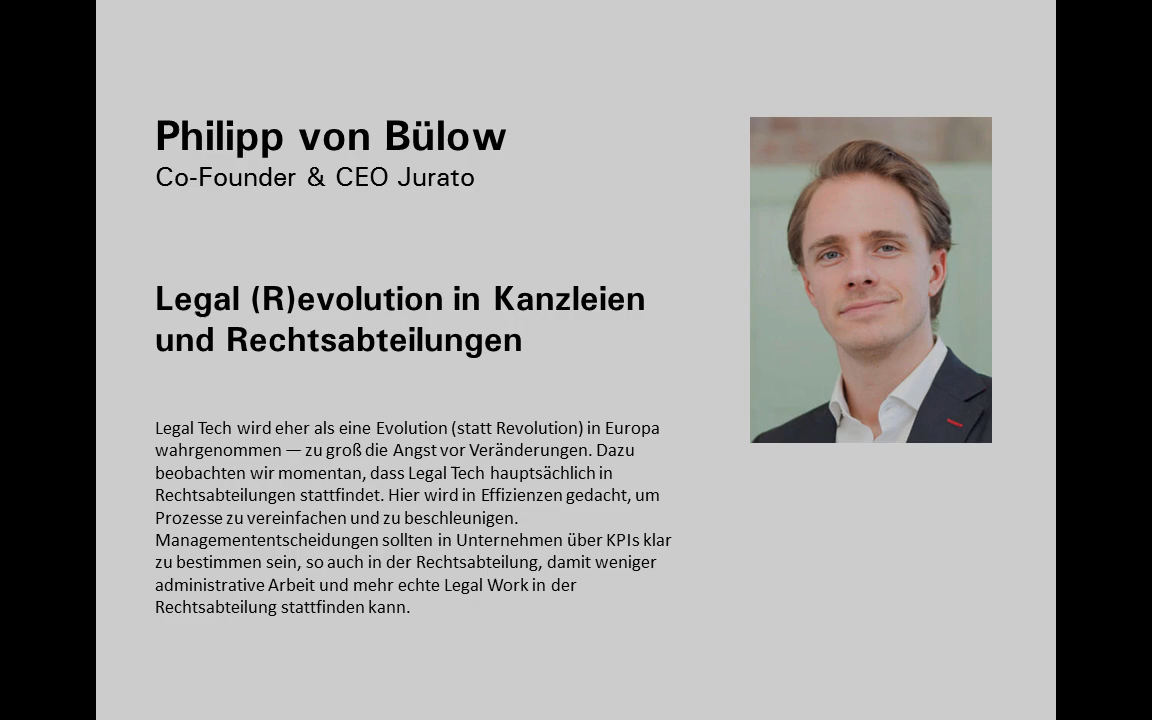 Philipp von Bülow
Co-Founder & CEO Jurato
Legal (R)evolution in Kanzleien
und Rechtsabteilungen
Legal Tech wird eher als eine Evolution (statt Revolution) in Europa
wahrgenommen — zu groß die Angst vor Veränderungen. Dazu
beobachten wir momentan, dass Legal Tech hauptsächlich in
Rechtsabteilungen stattfindet. Hier wird in Effizienzen gedacht, um
Prozesse zu vereinfachen und zu beschleunigen.
Managemententscheidungen sollten in Unternehmen über KPIs klar
zu bestimmen sein, so auch in der Rechtsabteilung, damit weniger
administrative Arbeit und mehr echte Legal Work in der
Rechtsabteilung stattfinden kann.